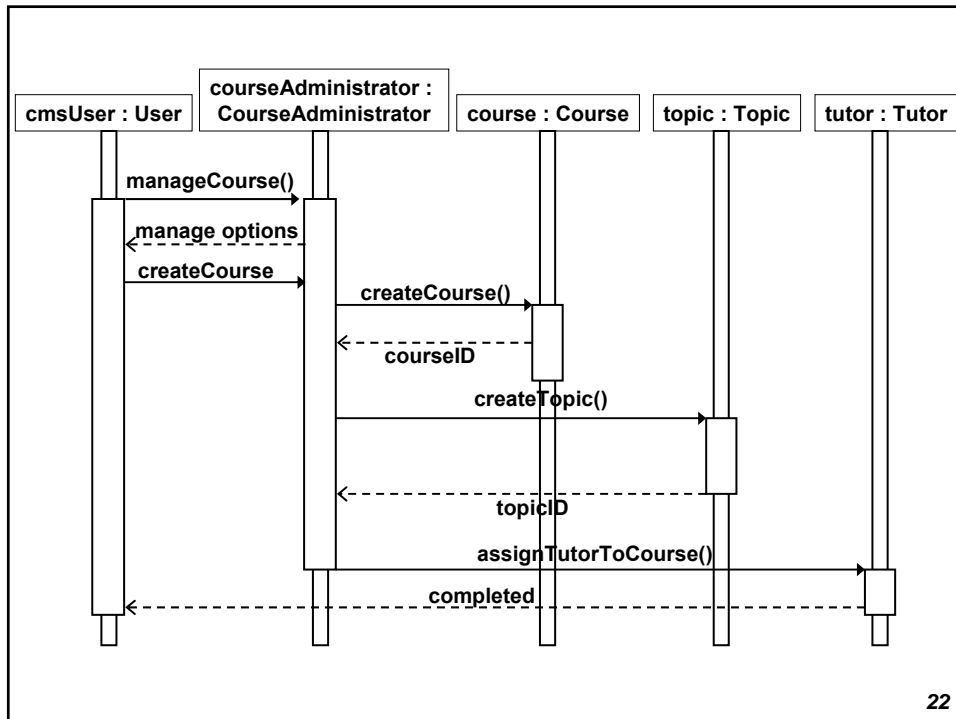 courseAdministrator :
CourseAdministrator
cmsUser : User
course : Course
topic : Topic
tutor : Tutor
manageCourse()
manage options
createCourse
createCourse()
courseID
createTopic()
topicID
assignTutorToCourse()
completed
22